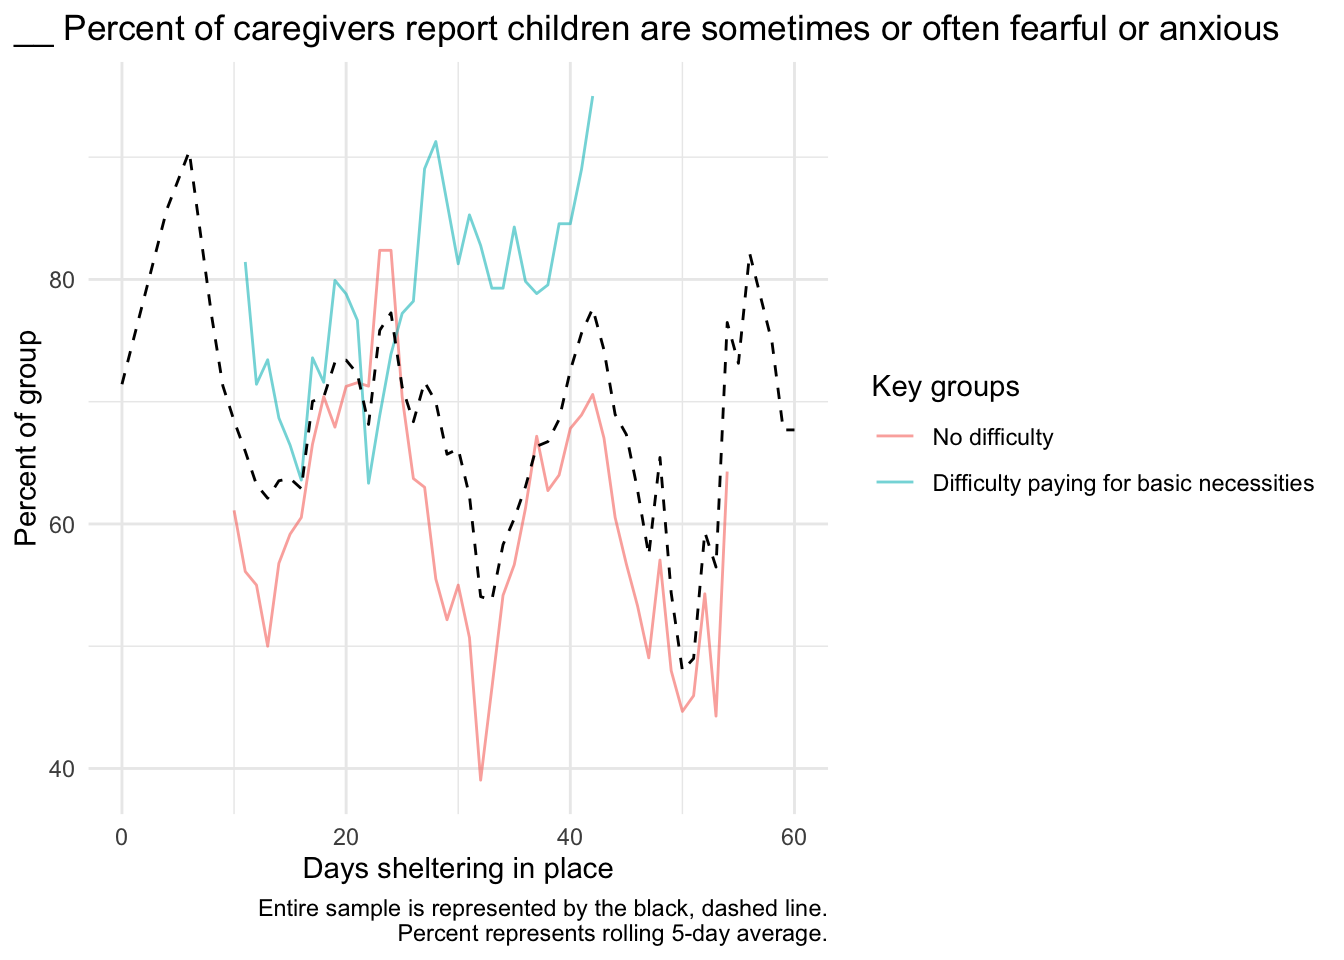 __ Percent of caregivers report children are sometimes or often fearful or anxious
Percent of group
80
60
40
0
20
40
60
Days sheltering in place
Key groups
No difficulty
Difficulty paying for basic necessities
Entire sample is represented by the black, dashed line.
Percent represents rolling 5-day average.